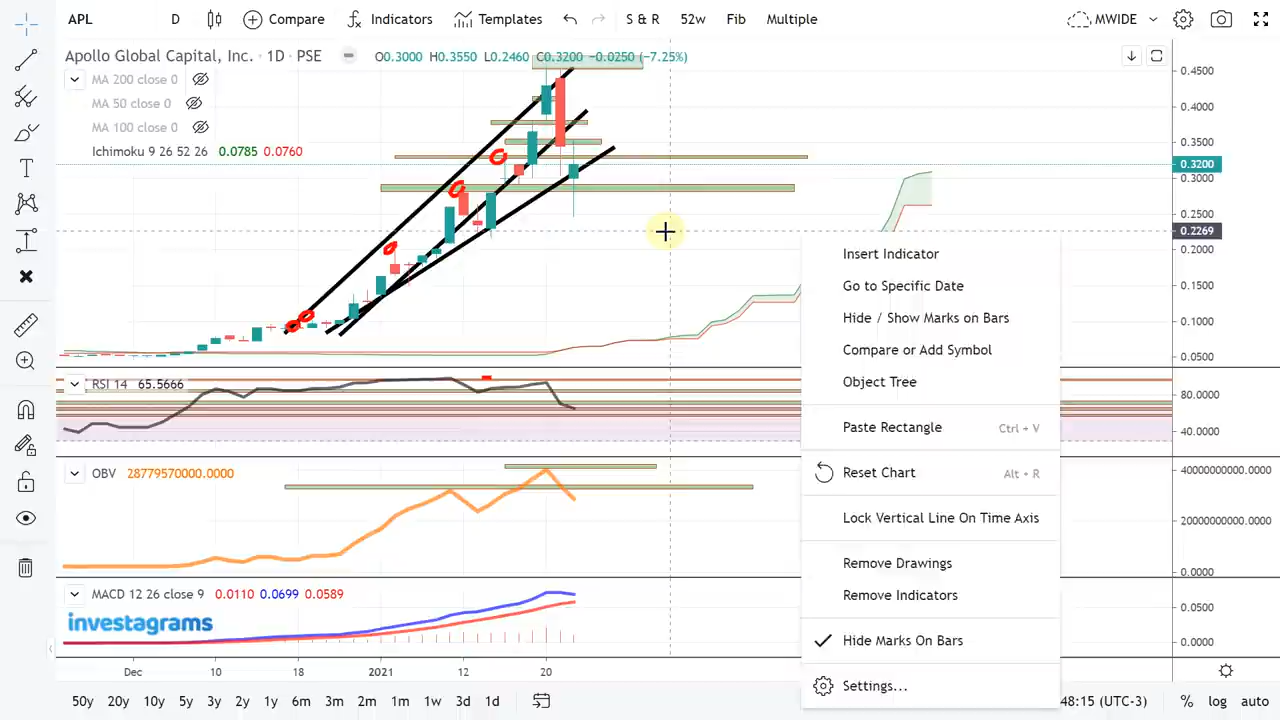 APL D Compare Indicators Templates S & R 52w Fib Multiple MWIDE
Apollo Global Capital, Inc. · 1D · PSE O0.3000 H0.3550 L0.2460 C0.3200 −0.0250 (−7.25%)
MA 200 close 0
MA 50 close 0
MA 100 close 0
Ichimoku 9 26 52 26 0.0785 0.0760
0.4500
0.4000
0.3500
0.3200
0.3000
0.2500
0.2269
0.2000
0.1500
0.1000
0.0500
Insert Indicator
Go to Specific Date
Hide / Show Marks on Bars
Compare or Add Symbol
Object Tree
Paste Rectangle Ctrl + V
Reset Chart Alt + R
Lock Vertical Line On Time Axis
Remove Drawings
Remove Indicators
Hide Marks On Bars
Settings...
RSI 14 65.5666
80.0000
40.0000
OBV 28779570000.0000
40000000000.0000
20000000000.0000
0.0000
MACD 12 26 close 9 0.0110 0.0699 0.0589
investagrams
0.0500
0.0000
Dec 10 18 2021 12 20
50y 20y 10y 5y 3y 2y 1y 6m 3m 2m 1m 1w 3d 1d 48:15 (UTC-3) % log auto